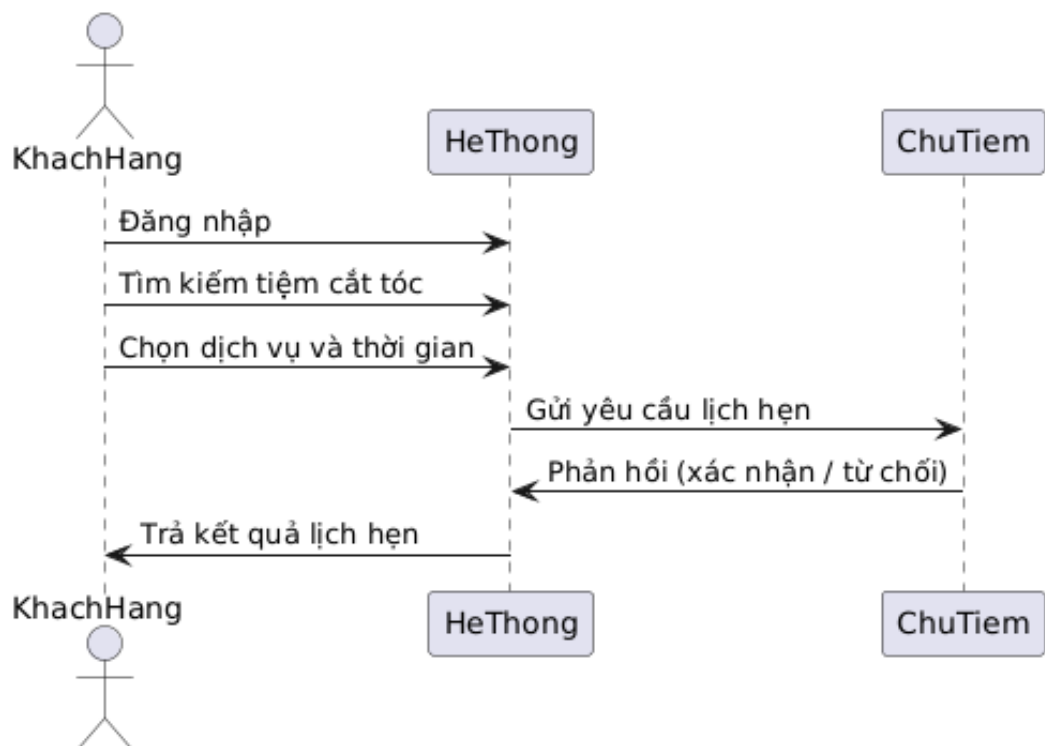 KhachHang
HeThong
ChuTiem
Đăng nhập
Tìm kiếm tiệm cắt tóc
Chọn dịch vụ và thời gian
Gửi yêu cầu lịch hẹn
Phản hồi (xác nhận / từ chối)
Trả kết quả lịch hẹn
KhachHang
HeThong
ChuTiem